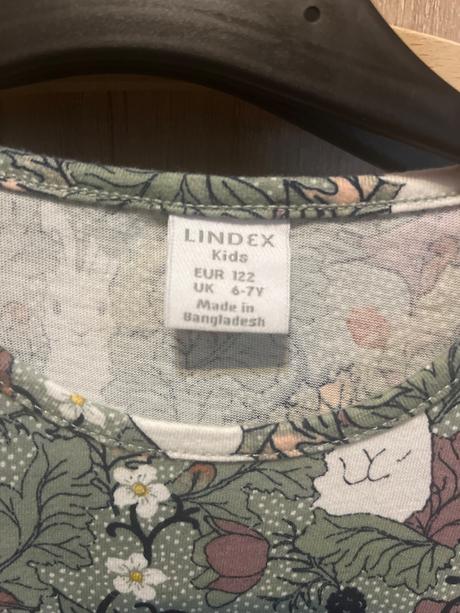 LINDEX
Kids
EUR 122
UK 6-7Y
Made in
Bangladesh